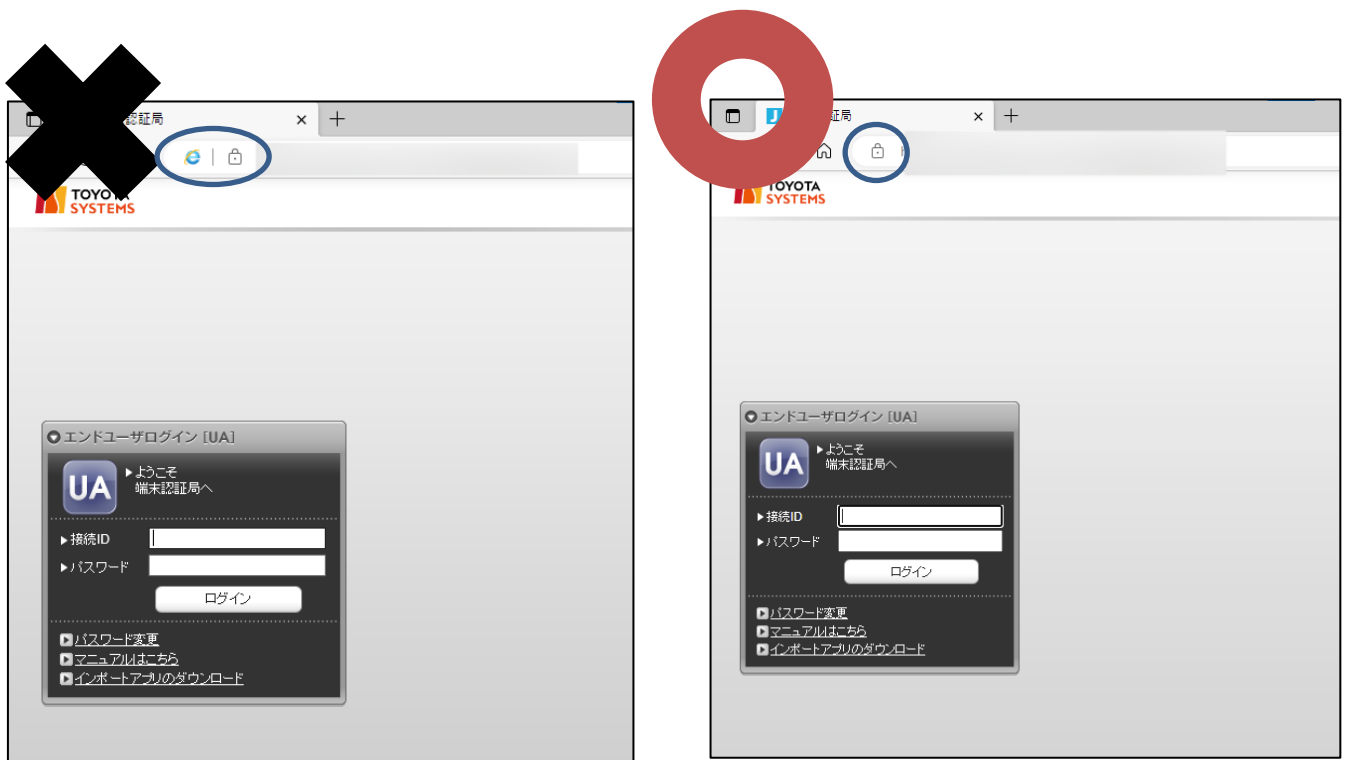 認証局
TOYOTA
SYSTEMS
エンドユーザログイン [UA]
UA
ようこそ
端末認証局へ
接続ID
パスワード
ログイン
パスワード変更
マニュアルはこちら
インポートアプリのダウンロード
証局
TOYOTA
SYSTEMS
エンドユーザログイン [UA]
UA
ようこそ
端末認証局へ
接続ID
パスワード
ログイン
パスワード変更
マニュアルはこちら
インポートアプリのダウンロード